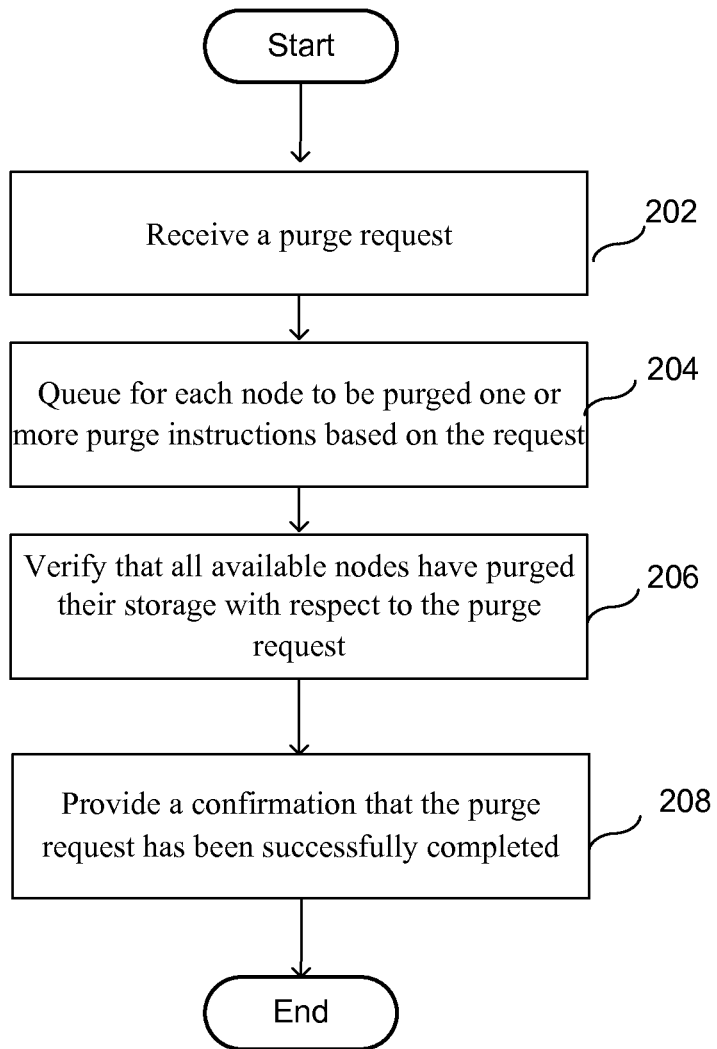 Start
Receive a purge request
202
Queue for each node to be purged one or
more purge instructions based on the request
204
Verify that all available nodes have purged
their storage with respect to the purge
request
206
Provide a confirmation that the purge
request has been successfully completed
208
End